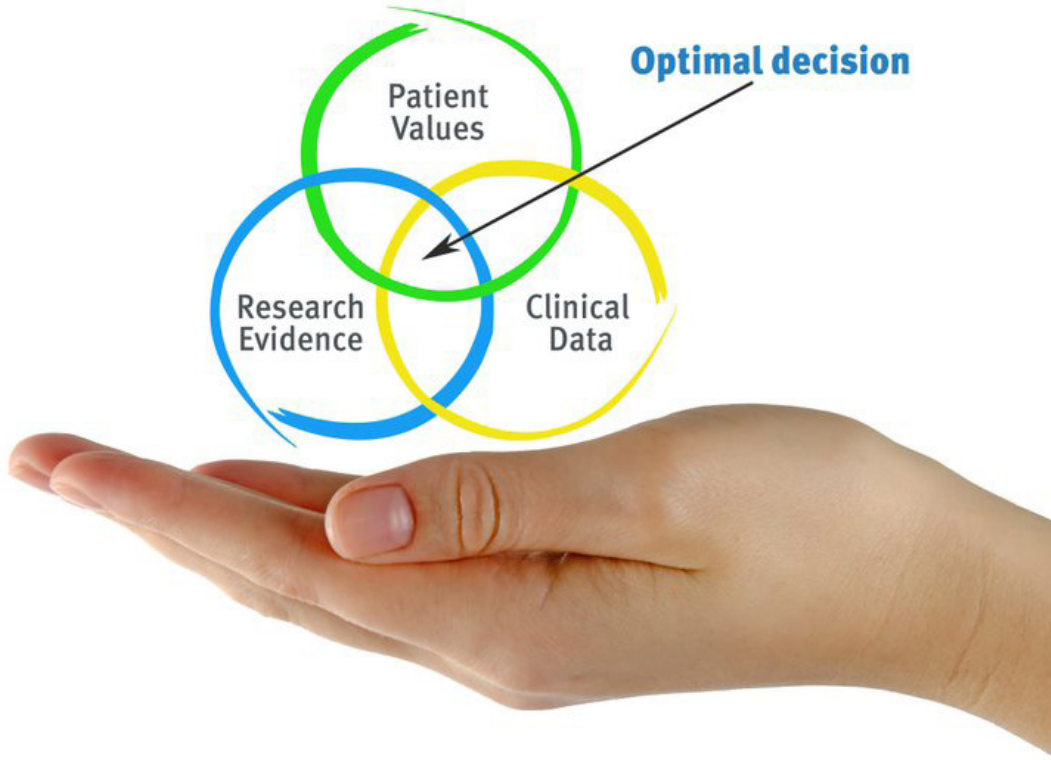 Optimal decision
Patient
Values
Research
Evidence
Clinical
Data